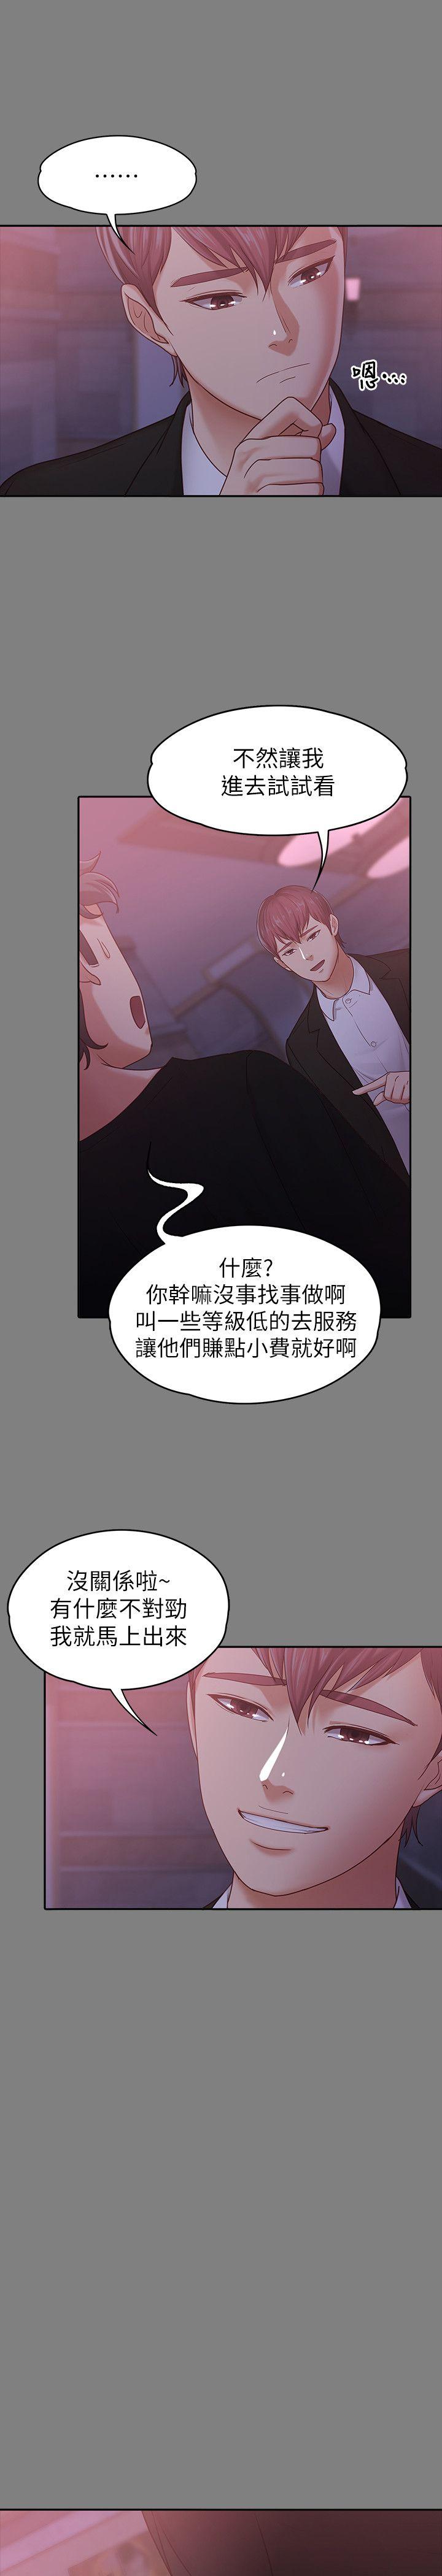 ……
嗯…
不然讓我
進去試試看
什麼?
你幹嘛沒事找事做啊
叫一些等級低的去服務
讓他們賺點小費就好啊
沒關係啦~
有什麼不對勁
我就馬上出來